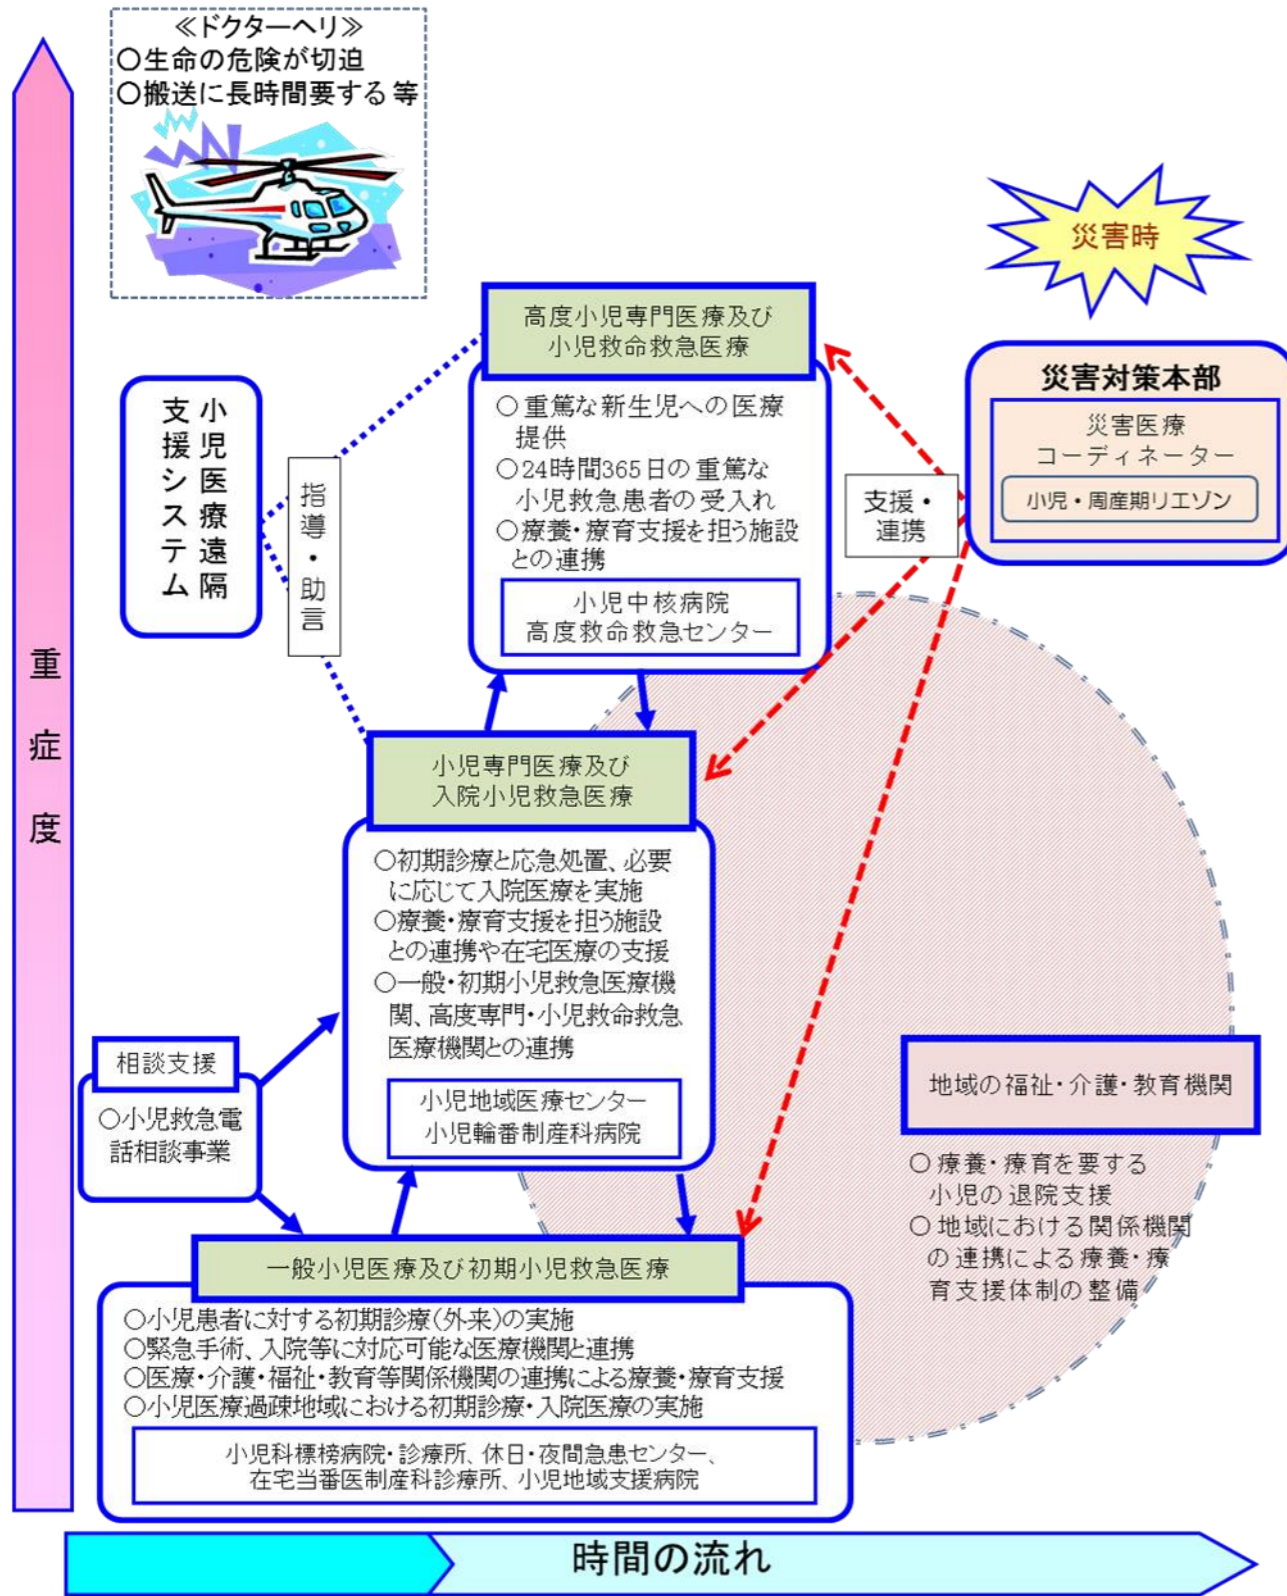 ≪ドクターヘリ≫
○生命の危険が切迫
○搬送に長時間要する等
災害時
高度小児専門医療及び
小児救命救急医療
○重篤な新生児への医療
提供
○24時間365日の重篤な
小児救急患者の受入れ
○療養・療育支援を担う施設
との連携
小児中核病院
高度救命救急センター
災害対策本部
災害医療
コーディネーター
小児・周産期リエゾン
支援・
連携
小児医療遠隔
支援システム
指導・助言
重症度
小児専門医療及び
入院小児救急医療
○初期診療と応急処置、必要
に応じて入院医療を実施
○療養・療育支援を担う施設
との連携や在宅医療の支援
○一般・初期小児救急医療機
関、高度専門・小児救命救急
医療機関との連携
小児地域医療センター
小児輪番制産科病院
相談支援
○小児救急電
話相談事業
地域の福祉・介護・教育機関
○療養・療育を要する
小児の退院支援
○地域における関係機関
の連携による療養・療
育支援体制の整備
一般小児医療及び初期小児救急医療
○小児患者に対する初期診療（外来）の実施
○緊急手術、入院等に対応可能な医療機関と連携
○医療・介護・福祉・教育等関係機関の連携による療養・療育支援
○小児医療過疎地域における初期診療・入院医療の実施
小児科標榜病院・診療所、休日・夜間急患センター、
在宅当番医制産科診療所、小児地域支援病院
時間の流れ